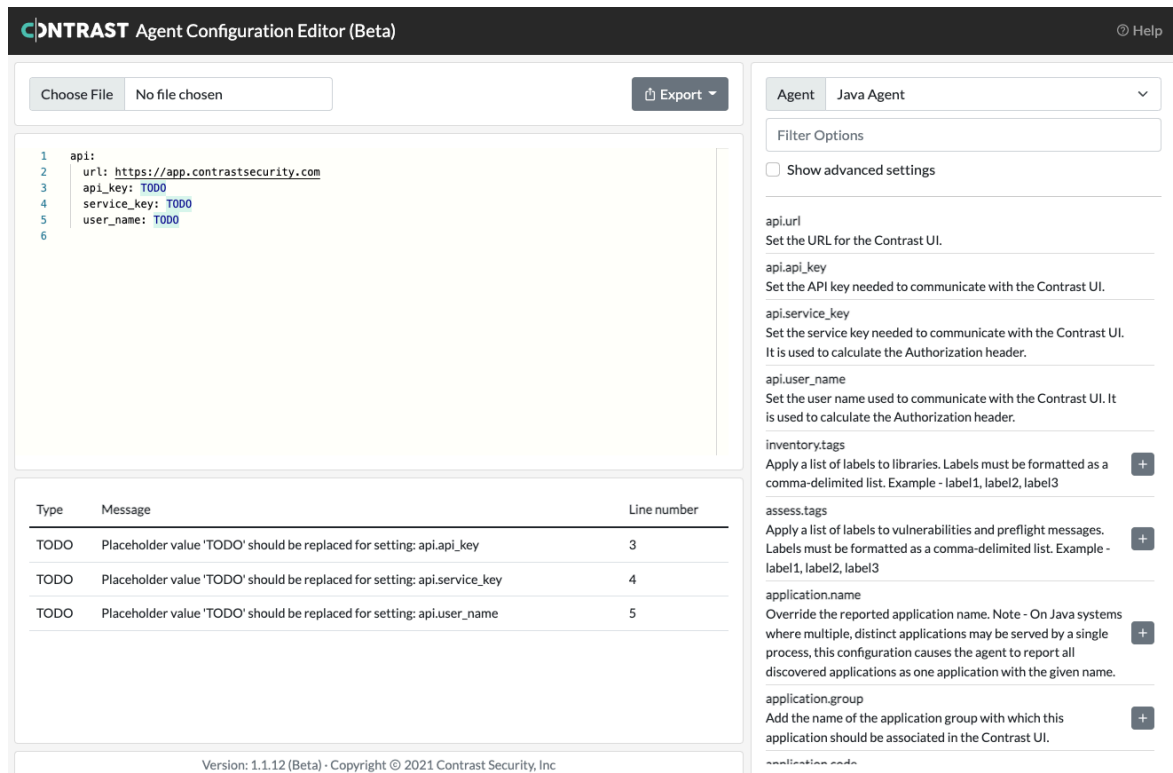 CONTRAST Agent Configuration Editor (Beta)
Help
Choose File No file chosen
Export
1 api:
2 url: https://app.contrastsecurity.com
3 api_key: TODO
4 service_key: TODO
5 user_name: TODO
6
Type Message Line number
TODO Placeholder value 'TODO' should be replaced for setting: api.api_key 3
TODO Placeholder value 'TODO' should be replaced for setting: api.service_key 4
TODO Placeholder value 'TODO' should be replaced for setting: api.user_name 5
Version: 1.1.12 (Beta) - Copyright © 2021 Contrast Security, Inc
Agent Java Agent
Filter Options
Show advanced settings
api.url
Set the URL for the Contrast UI.
api.api_key
Set the API key needed to communicate with the Contrast UI.
api.service_key
Set the service key needed to communicate with the Contrast UI.
It is used to calculate the Authorization header.
api.user_name
Set the user name used to communicate with the Contrast UI. It
is used to calculate the Authorization header.
inventory.tags
Apply a list of labels to libraries. Labels must be formatted as a
comma-delimited list. Example - label1, label2, label3
assess.tags
Apply a list of labels to vulnerabilities and preflight messages.
Labels must be formatted as a comma-delimited list. Example -
label1, label2, label3
application.name
Override the reported application name. Note - On Java systems
where multiple, distinct applications may be served by a single
process, this configuration causes the agent to report all
discovered applications as one application with the given name.
application.group
Add the name of the application group with which this
application should be associated in the Contrast UI.
application.code